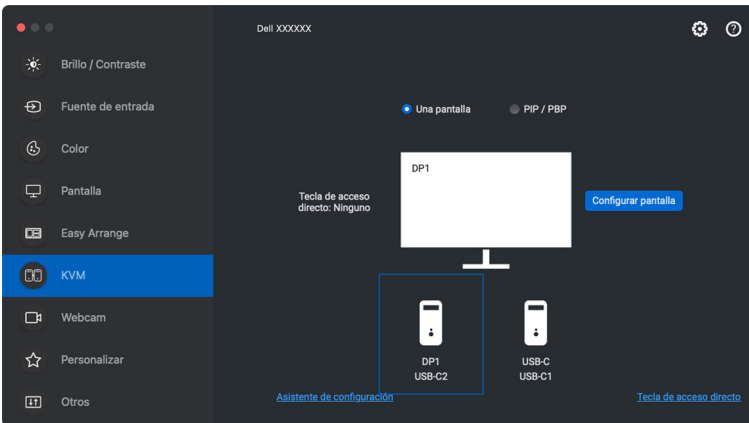 Dell XXXXXX
Brillo / Contraste
Fuente de entrada
Color
Pantalla
Easy Arrange
KVM
Webcam
Personalizar
Otros
Una pantalla
PIP / PBP
DP1
Tecla de acceso
directo: Ninguno
Configurar pantalla
DP1
USB-C2
USB-C
USB-C1
Asistente de configuración
Tecla de acceso directo